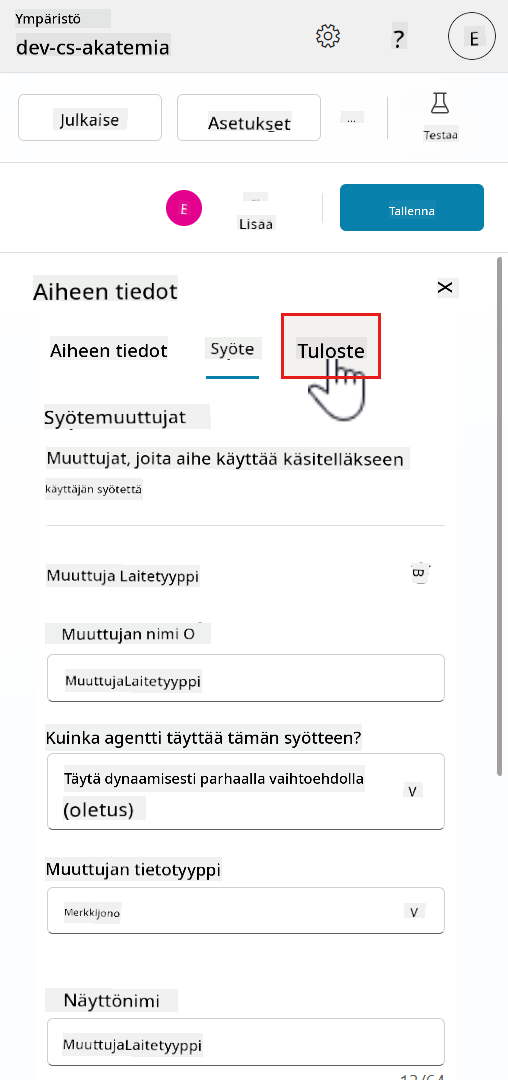 Ympäristö
dev-cs-akatemia
?
E
Julkaise
Asetukset
...
Testaa
E
...
Lisää
Tallenna
Aiheen tiedot
Aiheen tiedot
Syöte
Tuloste
Syötemuuttujat
Muuttujat, joita aihe käyttää käsitelläkseen
käyttäjän syötettä
Muuttuja Laitetyyppi
Muuttujan nimi O
MuuttujaLaitetyyppi
Kuinka agentti täyttää tämän syötteen?
Täytä dynaamisesti parhaalla vaihtoehdolla
(oletus)
V
Muuttujan tietotyyppi
Merkkijono
V
Näyttönimi
MuuttujaLaitetyyppi